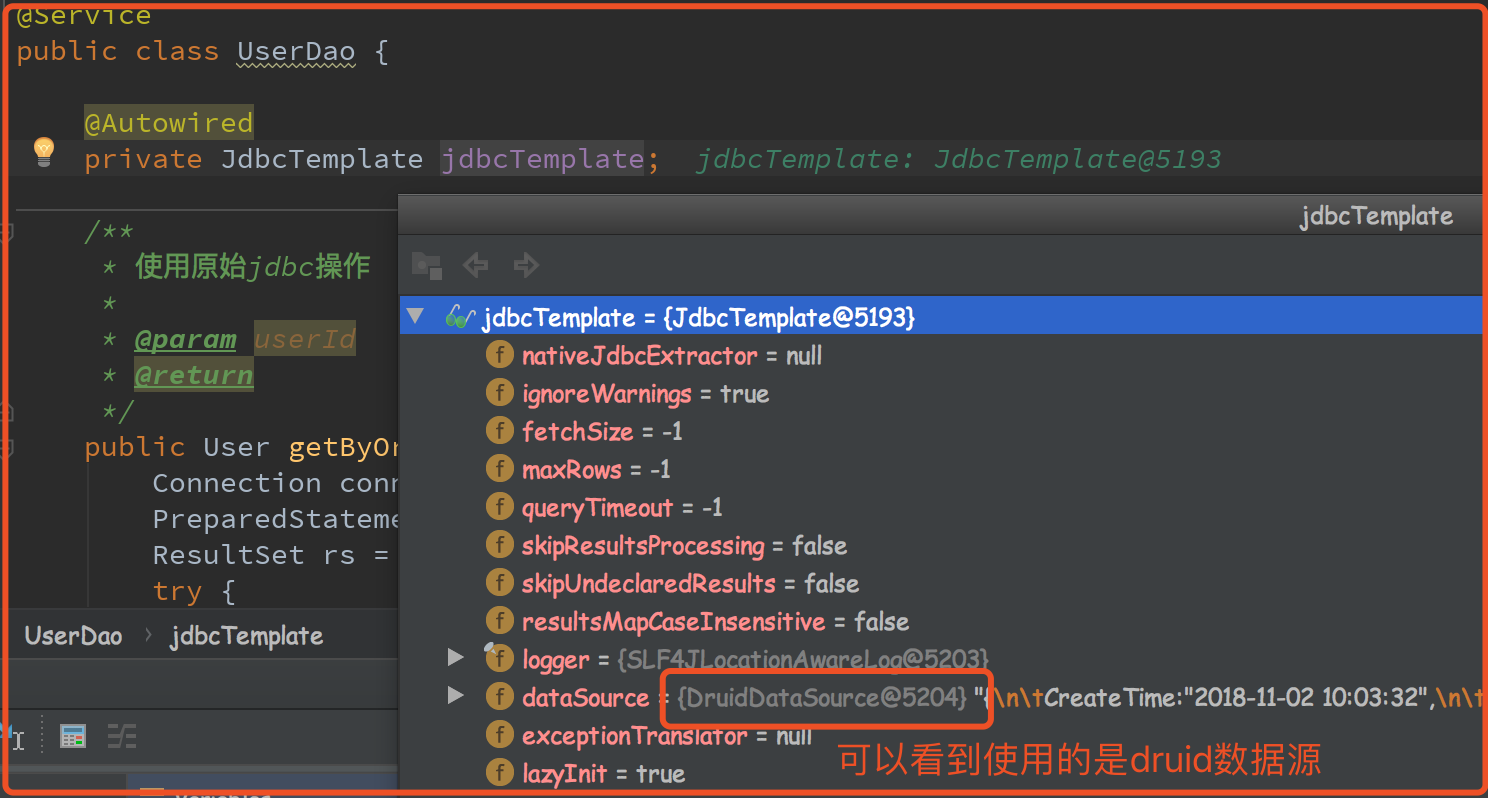 @Service
public class UserDao {
@Autowired
private JdbcTemplate jdbcTemplate; jdbcTemplate: JdbcTemplate@5193
/**
* 使用原始jdbc操作
*
* @param userId
* @return
*/
public User getByOr
Connection conn
PreparedStateme
ResultSet rs =
try {
UserDao › jdbcTemplate
jdbcTemplate
jdbcTemplate = {JdbcTemplate@5193}
f nativeJdbcExtractor = null
f ignoreWarnings = true
f fetchSize = -1
f maxRows = -1
f queryTimeout = -1
f skipResultsProcessing = false
f skipUndeclaredResults = false
f resultsMapCaseInsensitive = false
f logger = {SLF4JLocationAwareLog@5203}
f dataSource = {DruidDataSource@5204} "{\n\tCreateTime:"2018-11-02 10:03:32",\n\t
f exceptionTranslator = null
f lazyInit = true
可以看到使用的是druid数据源
Variables